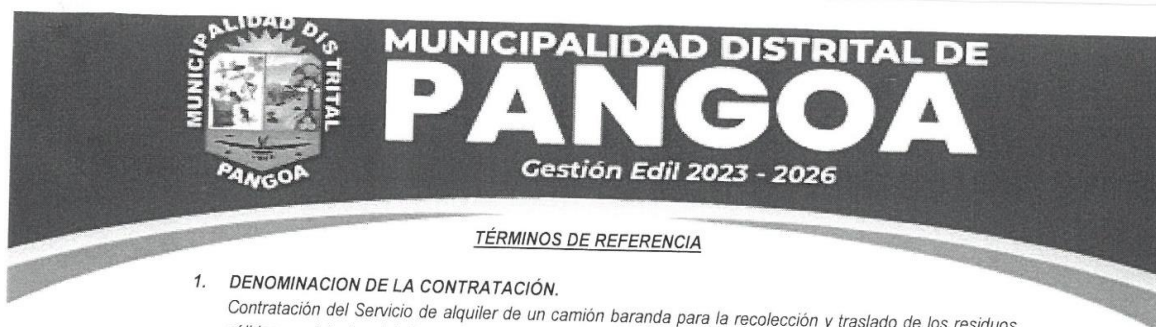 MUNICIPALIDAD DISTRITAL
PANGOA
MUNICIPALIDAD DISTRITAL DE
PANGOA
Gestión Edil 2023 - 2026
TÉRMINOS DE REFERENCIA
1. DENOMINACION DE LA CONTRATACIÓN.
Contratación del Servicio de alquiler de un camión baranda para la recolección y traslado de los residuos